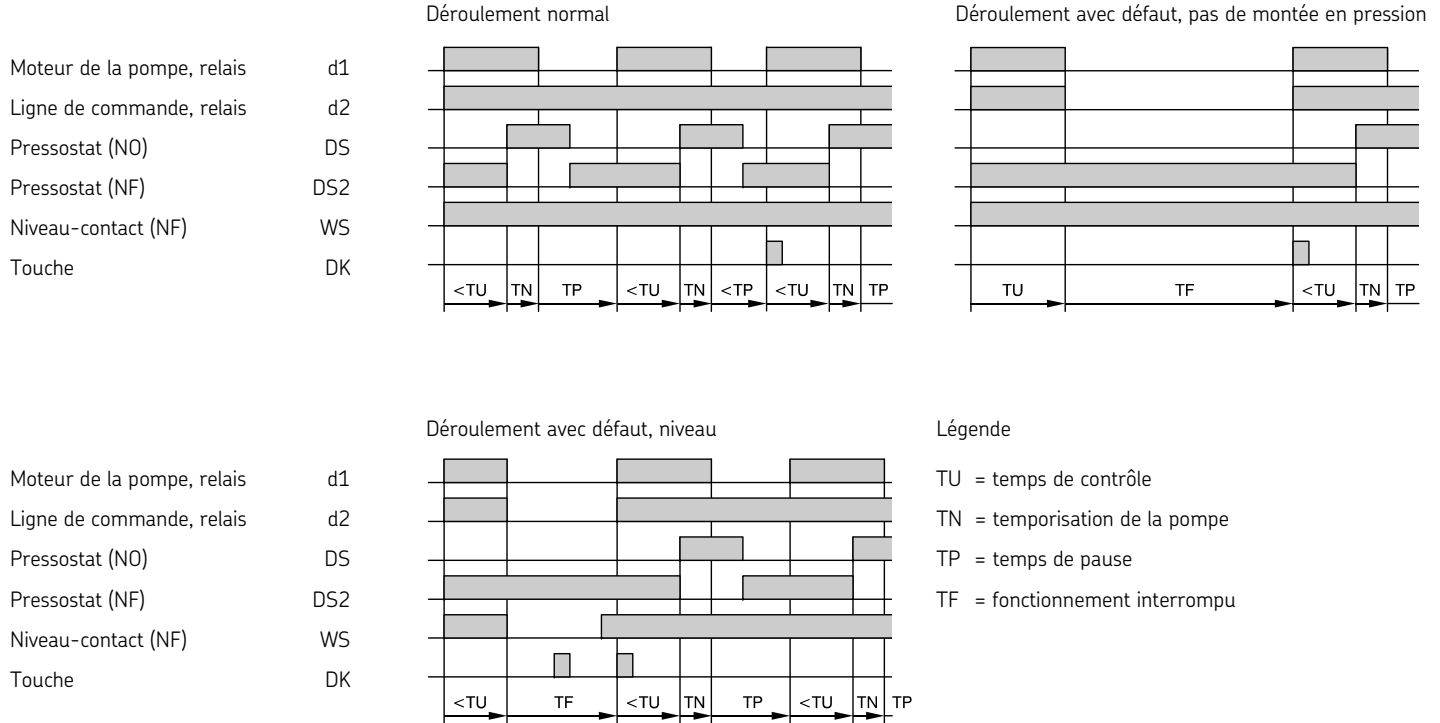 Déroulement normal
Déroulement avec défaut, pas de montée en pression
Moteur de la pompe, relais d1
Ligne de commande, relais d2
Pressostat (NO) DS
Pressostat (NF) DS2
Niveau-contact (NF) WS
Touche DK
<TU TN TP <TU TN <TP <TU TN TP
TU TF <TU TN TP
Déroulement avec défaut, niveau
Moteur de la pompe, relais d1
Ligne de commande, relais d2
Pressostat (NO) DS
Pressostat (NF) DS2
Niveau-contact (NF) WS
Touche DK
<TU TF <TU TN TP <TU TN TP
Légende
TU = temps de contrôle
TN = temporisation de la pompe
TP = temps de pause
TF = fonctionnement interrompu